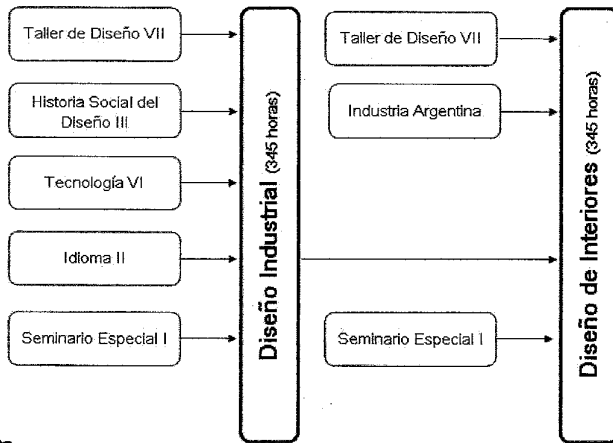 Taller de Diseño VII
Historia Social del
Diseño III
Tecnología VI
Idioma II
Seminario Especial I
Diseño Industrial (345 horas)
Taller de Diseño VII
Industria Argentina
Seminario Especial I
Diseño de Interiores (345 horas)